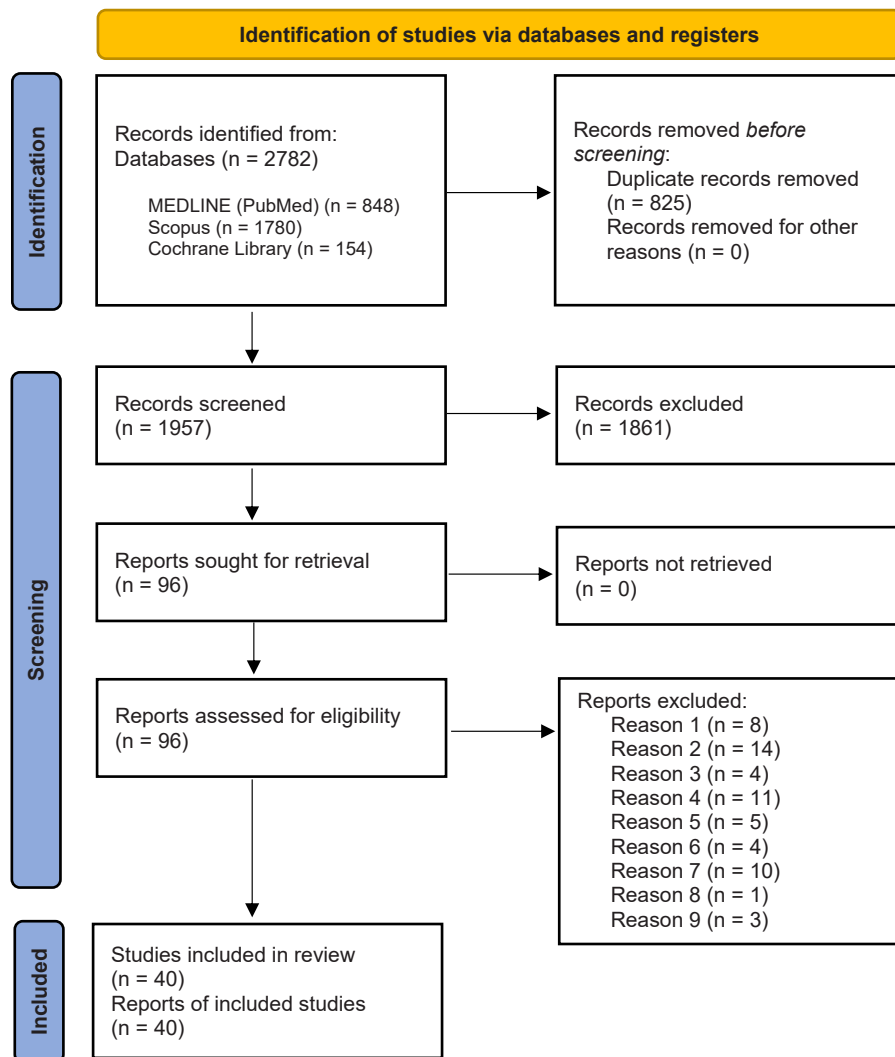 Identification of studies via databases and registers
Identification
Records identified from:
Databases (n = 2782)
MEDLINE (PubMed) (n = 848)
Scopus (n = 1780)
Cochrane Library (n = 154)
Records removed before
screening:
Duplicate records removed
(n = 825)
Records removed for other
reasons (n = 0)
Screening
Records screened
(n = 1957)
Records excluded
(n = 1861)
Reports sought for retrieval
(n = 96)
Reports not retrieved
(n = 0)
Reports assessed for eligibility
(n = 96)
Reports excluded:
Reason 1 (n = 8)
Reason 2 (n = 14)
Reason 3 (n = 4)
Reason 4 (n = 11)
Reason 5 (n = 5)
Reason 6 (n = 4)
Reason 7 (n = 10)
Reason 8 (n = 1)
Reason 9 (n = 3)
Included
Studies included in review
(n = 40)
Reports of included studies
(n = 40)